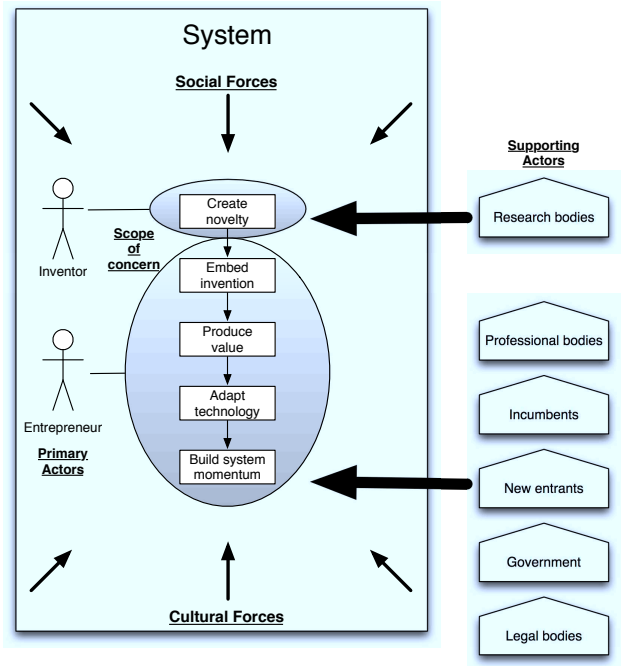 System
Social Forces
Supporting
Actors
Create
novelty
Research bodies
Scope
of
concern
Inventor
Embed
invention
Professional bodies
Produce
value
Incumbents
Adapt
technology
Entrepreneur
Primary
Actors
Build system
momentum
New entrants
Government
Cultural Forces
Legal bodies